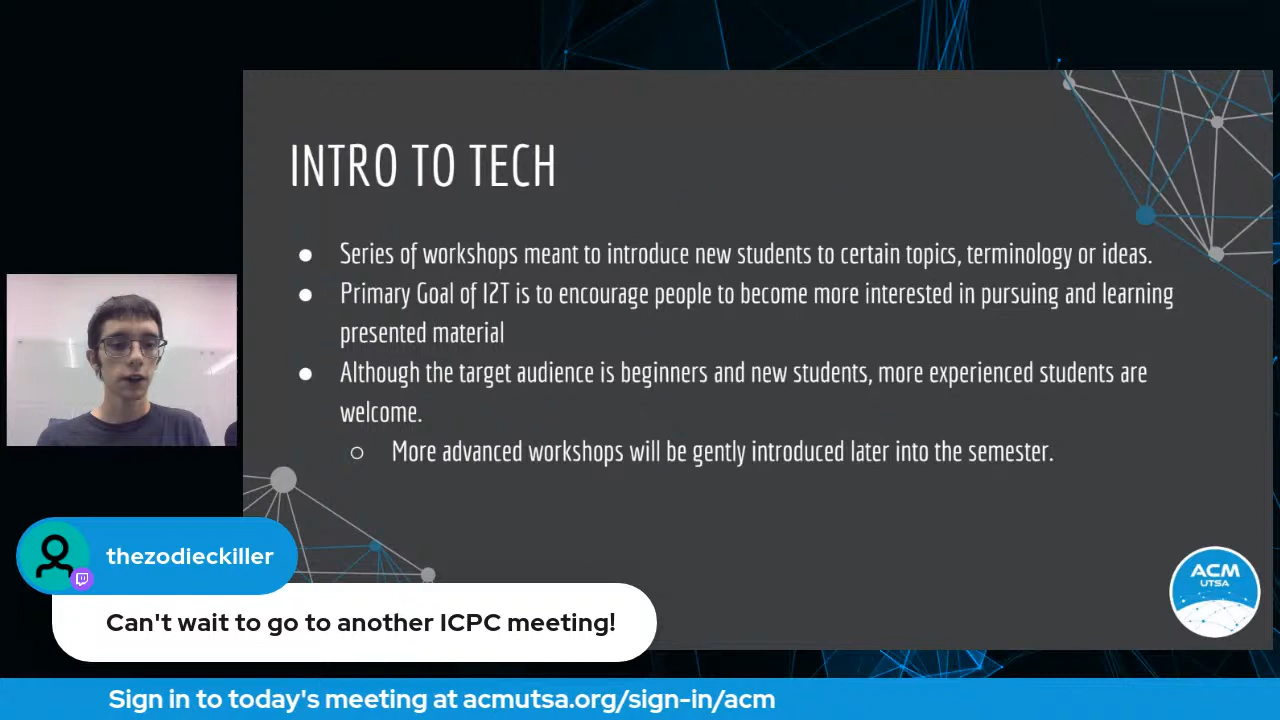 INTRO TO TECH
● Series of workshops meant to introduce new students to certain topics, terminology or ideas.
● Primary Goal of I2T is to encourage people to become more interested in pursuing and learning
presented material
● Although the target audience is beginners and new students, more experienced students are
welcome.
○ More advanced workshops will be gently introduced later into the semester.
thezodieckiller
Can't wait to go to another ICPC meeting!
ACM
UTSA
Sign in to today's meeting at acmutsa.org/sign-in/acm